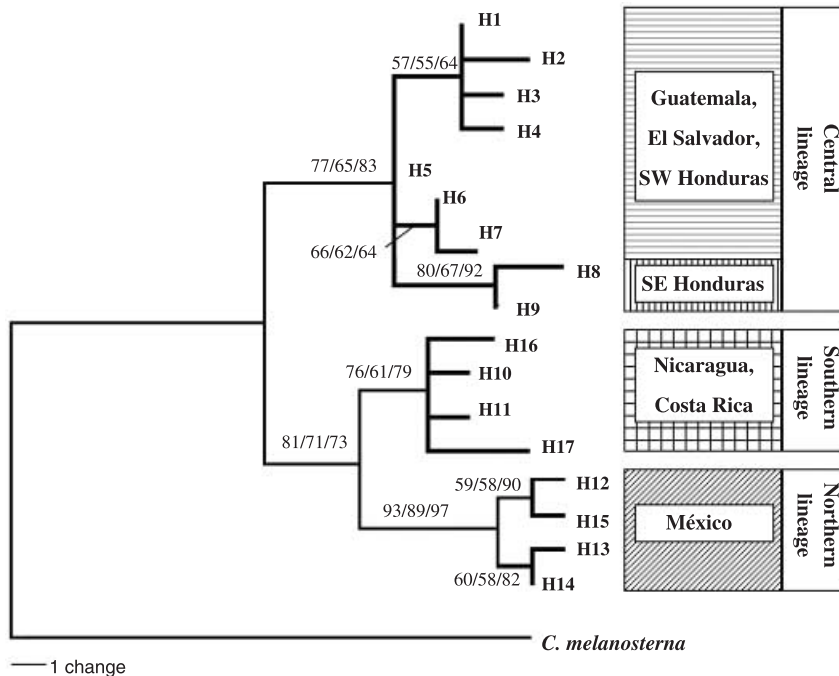 H1
57/55/64
H2
H3
H4
77/65/83
H5
H6
H7
66/62/64
80/67/92
H8
H9
H16
76/61/79
H10
H11
81/71/73
H17
59/58/90
H12
93/89/97
H15
H13
60/58/82
H14
C. melanosterna
1 change
Guatemala,
El Salvador,
SW Honduras
SE Honduras
Central
lineage
Nicaragua,
Costa Rica
Southern
lineage
México
Northern
lineage